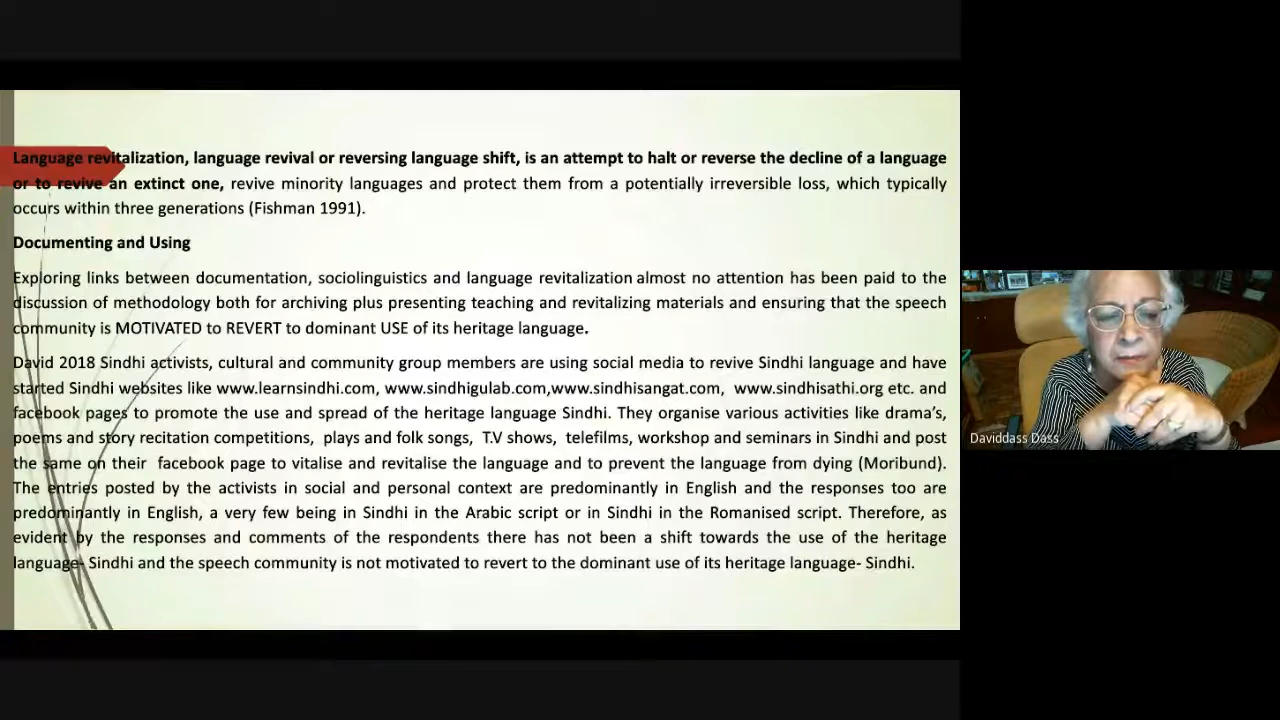 Language revitalization, language revival or reversing language shift, is an attempt to halt or reverse the decline of a language
or to revive an extinct one, revive minority languages and protect them from a potentially irreversible loss, which typically
occurs within three generations (Fishman 1991).
Documenting and Using
Exploring links between documentation, sociolinguistics and language revitalization almost no attention has been paid to the
discussion of methodology both for archiving plus presenting teaching and revitalizing materials and ensuring that the speech
community is MOTIVATED to REVERT to dominant USE of its heritage language.
David 2018 Sindhi activists, cultural and community group members are using social media to revive Sindhi language and have
started Sindhi websites like www.learnsindhi.com, www.sindhigulab.com,www.sindhisangat.com, www.sindhisathi.org etc. and
facebook pages to promote the use and spread of the heritage language Sindhi. They organise various activities like drama's,
poems and story recitation competitions, plays and folk songs, T.V shows, telefilms, workshop and seminars in Sindhi and post
the same on their facebook page to vitalise and revitalise the language and to prevent the language from dying (Moribund).
The entries posted by the activists in social and personal context are predominantly in English and the responses too are
predominantly in English, a very few being in Sindhi in the Arabic script or in Sindhi in the Romanised script. Therefore, as
evident by the responses and comments of the respondents there has not been a shift towards the use of the heritage
language- Sindhi and the speech community is not motivated to revert to the dominant use of its heritage language- Sindhi.
Daviddass Dass